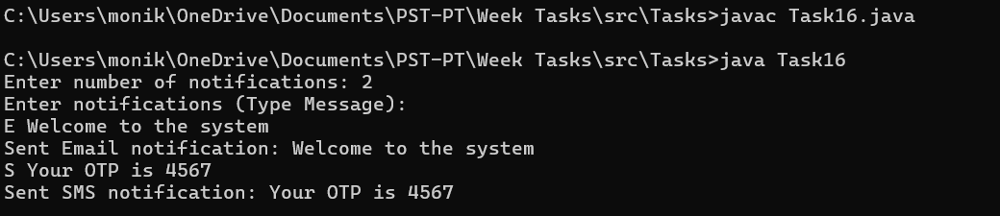 C:\Users\monik\OneDrive\Documents\PST-PT\Week Tasks\src\Tasks>javac Task16.java
C:\Users\monik\OneDrive\Documents\PST-PT\Week Tasks\src\Tasks>java Task16
Enter number of notifications: 2
Enter notifications (Type Message):
E Welcome to the system
Sent Email notification: Welcome to the system
S Your OTP is 4567
Sent SMS notification: Your OTP is 4567